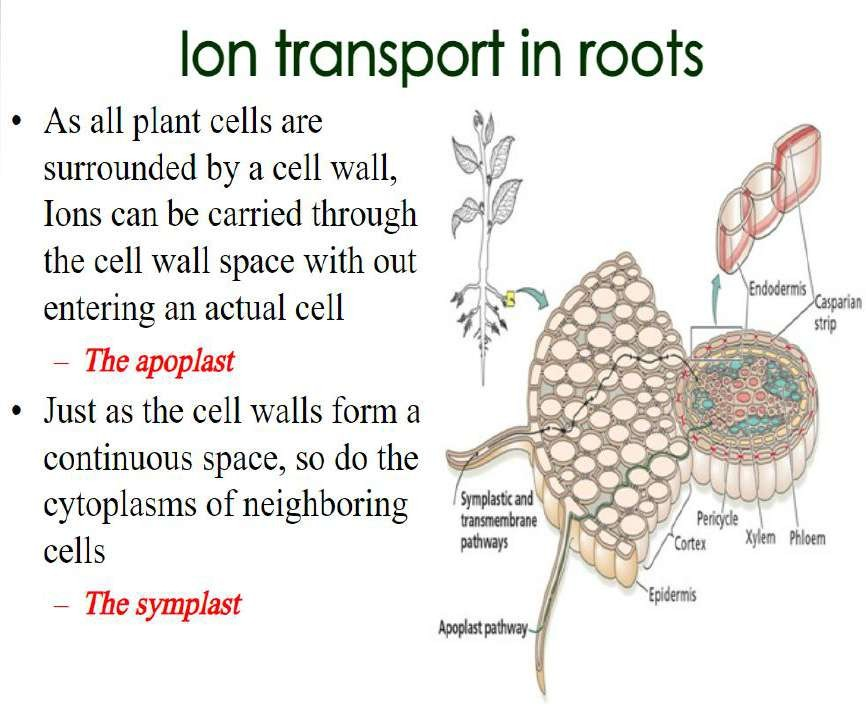 Ion transport in roots
• As all plant cells are
surrounded by a cell wall,
Ions can be carried through
the cell wall space with out
entering an actual cell
– The apoplast
• Just as the cell walls form a
continuous space, so do the
cytoplasms of neighboring
cells
– The symplast
Endodermis
Casparian
strip
Symplastic and
transmembrane
pathways
Pericycle
Cortex
Xylem
Phloem
Epidermis
Apoplast pathway